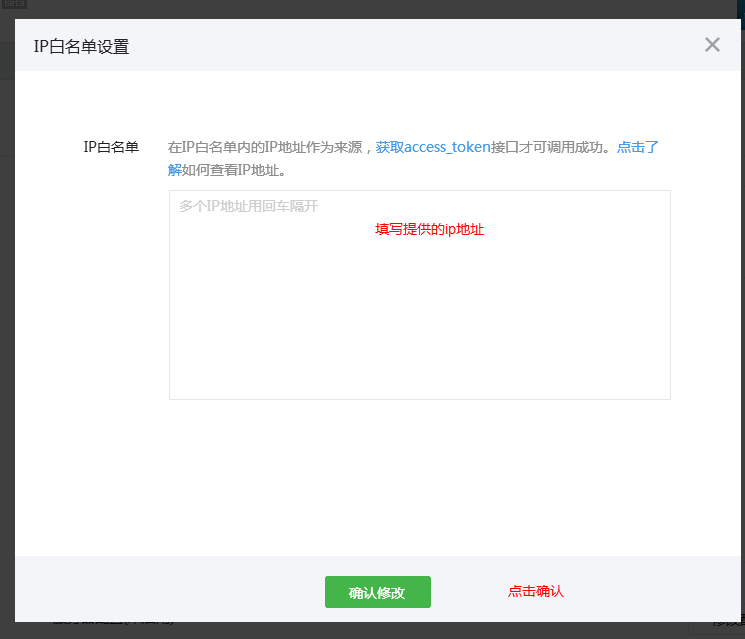 Beta
IP白名单设置
IP白名单
在IP白名单内的IP地址作为来源，获取access_token接口才可调用成功。点击了
解如何查看IP地址。
多个IP地址用回车隔开
填写提供的ip地址
确认修改
点击确认